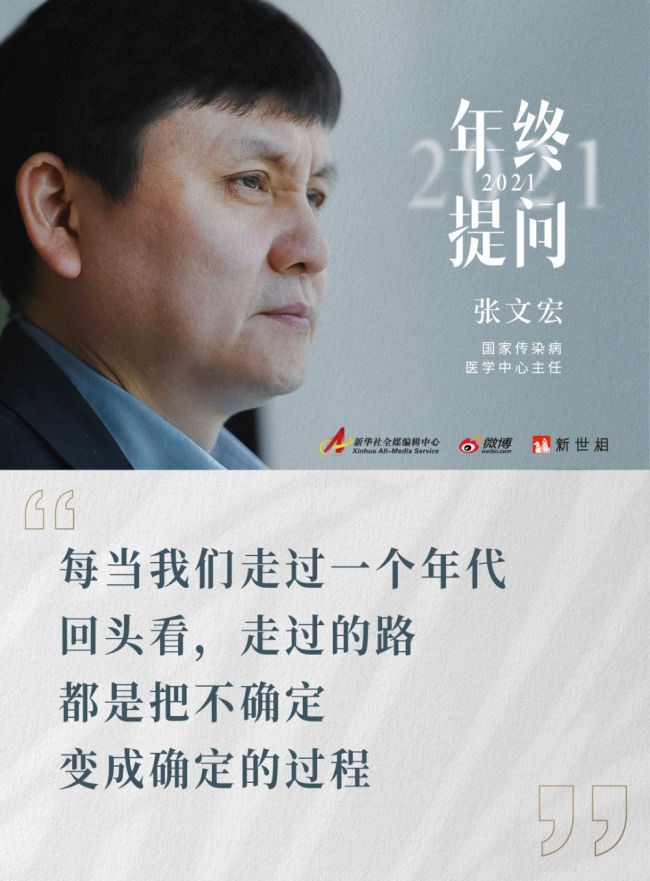 年终
2021
2021
提问
张文宏
国家传染病
医学中心主任
新华社全媒编辑中心
Xinhua All-Media Service
微博
weibo.com
新世相
“
每当我们走过一个年代
回头看，走过的路
都是把不确定
变成确定的过程
”